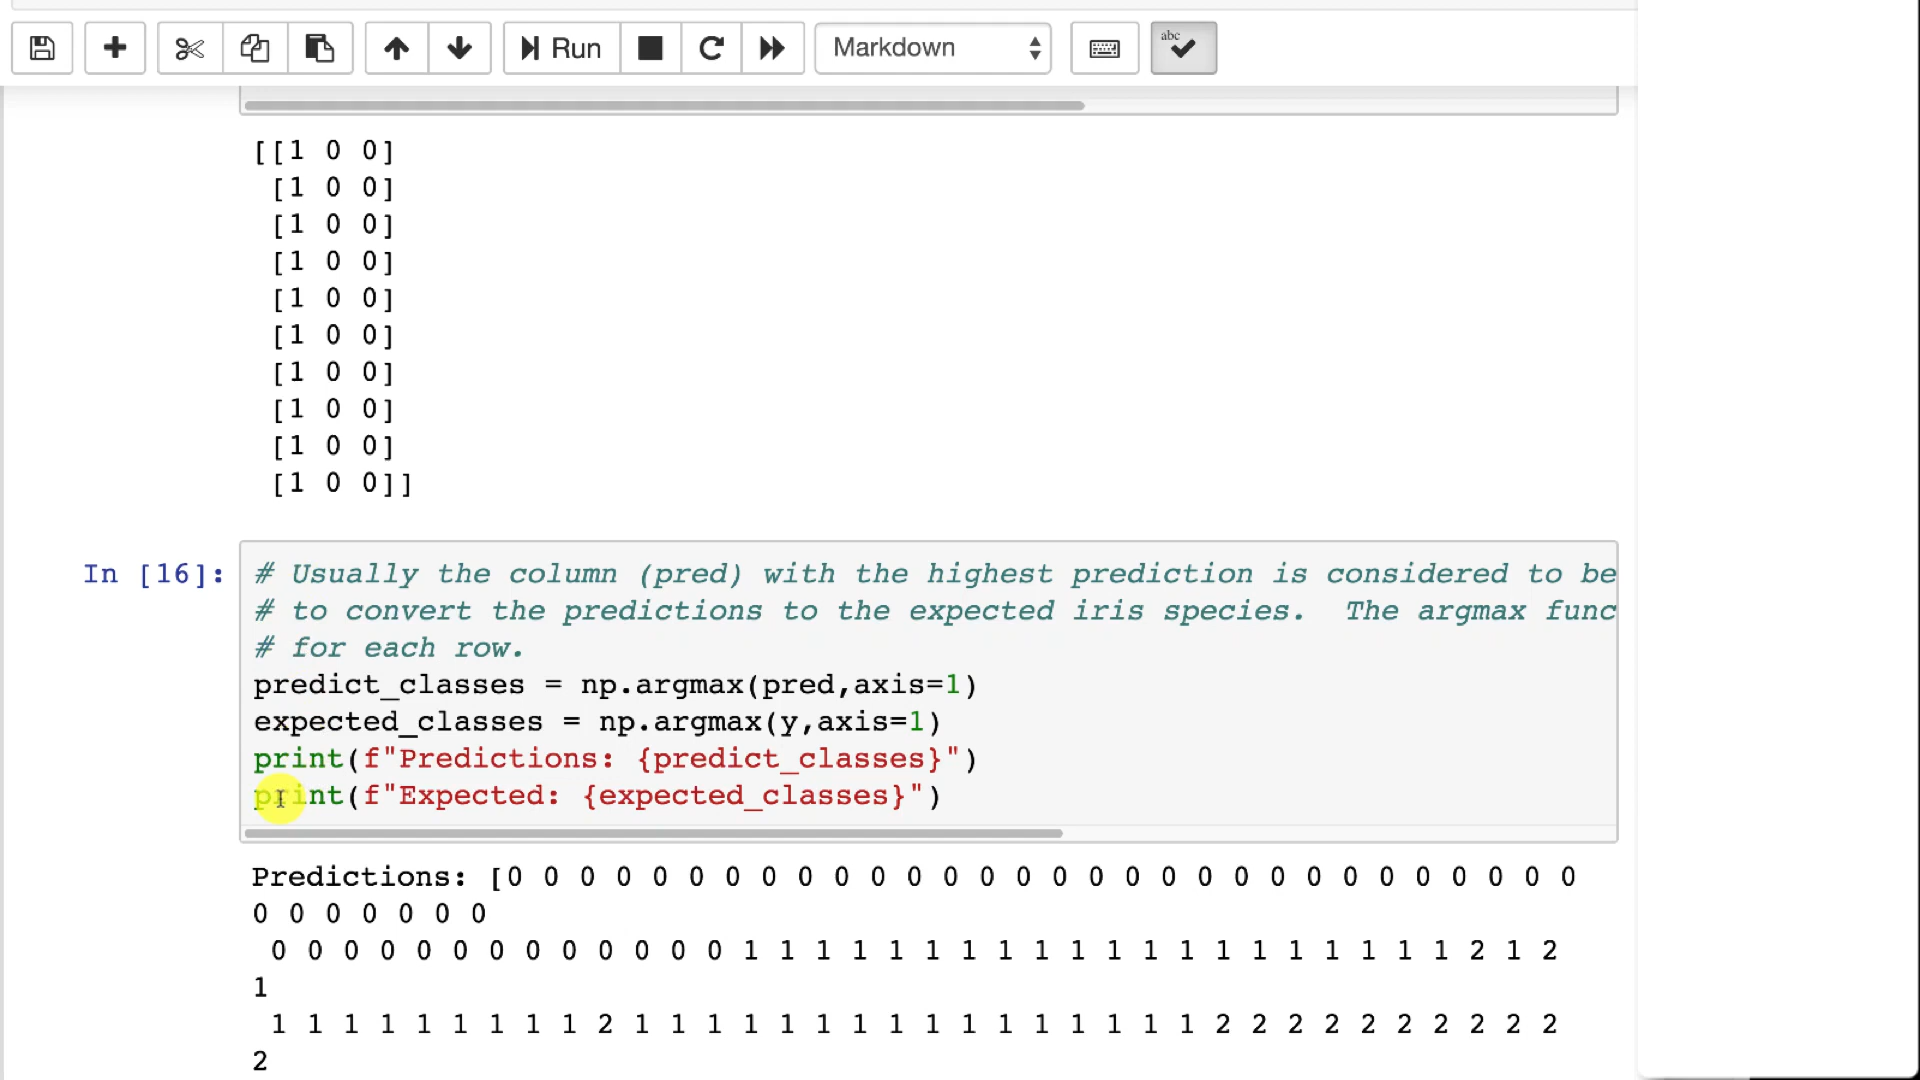 Run
Markdown
abc
[[1 0 0]
[1 0 0]
[1 0 0]
[1 0 0]
[1 0 0]
[1 0 0]
[1 0 0]
[1 0 0]
[1 0 0]
[1 0 0]]
In [16]:
# Usually the column (pred) with the highest prediction is considered to be
# to convert the predictions to the expected iris species.  The argmax func
# for each row.
predict_classes = np.argmax(pred,axis=1)
expected_classes = np.argmax(y,axis=1)
print(f"Predictions: {predict_classes}")
print(f"Expected: {expected_classes}")
Predictions: [0 0 0 0 0 0 0 0 0 0 0 0 0 0 0 0 0 0 0 0 0 0 0 0 0 0 0 0 0 0
0 0 0 0 0 0 0
0 0 0 0 0 0 0 0 0 0 0 0 0 1 1 1 1 1 1 1 1 1 1 1 1 1 1 1 1 1 1 1 1 2 1 2
1
1 1 1 1 1 1 1 1 1 2 1 1 1 1 1 1 1 1 1 1 1 1 1 1 1 1 2 2 2 2 2 2 2 2 2 2
2